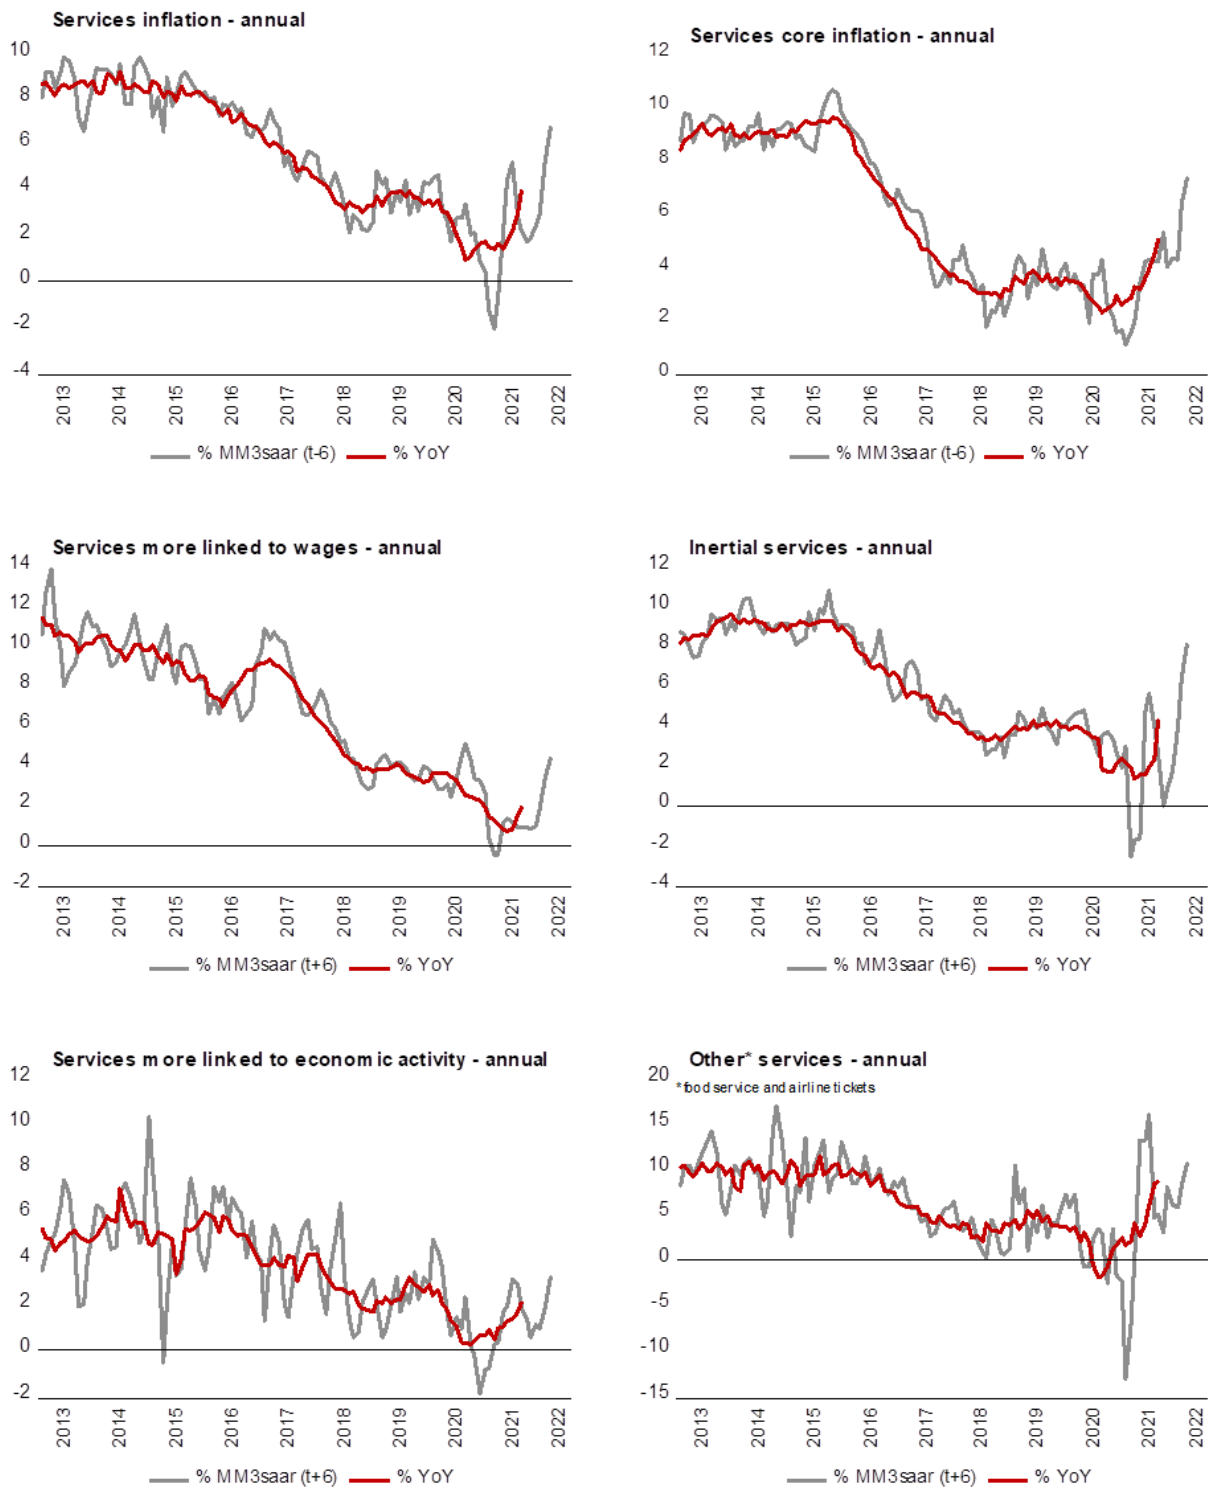 Services inflation - annual
10
8
6
4
2
0
-2
-4
2013 2014 2015 2016 2017 2018 2019 2020 2021 2022
% MM3saar (t-6) % YoY
Services core inflation - annual
12
10
8
6
4
2
0
2013 2014 2015 2016 2017 2018 2019 2020 2021 2022
% MM3saar (t-6) % YoY
Services more linked to wages - annual
14
12
10
8
6
4
2
0
-2
2013 2014 2015 2016 2017 2018 2019 2020 2021 2022
% MM3saar (t+6) % YoY
Inertial services - annual
12
10
8
6
4
2
0
-2
-4
2013 2014 2015 2016 2017 2018 2019 2020 2021 2022
% MM3saar (t+6) % YoY
Services more linked to economic activity - annual
12
10
8
6
4
2
0
-2
2013 2014 2015 2016 2017 2018 2019 2020 2021 2022
% MM3saar (t+6) % YoY
Other* services - annual
*food service and airline tickets
20
15
10
5
0
-5
-10
-15
2013 2014 2015 2016 2017 2018 2019 2020 2021 2022
% MM3saar (t+6) % YoY